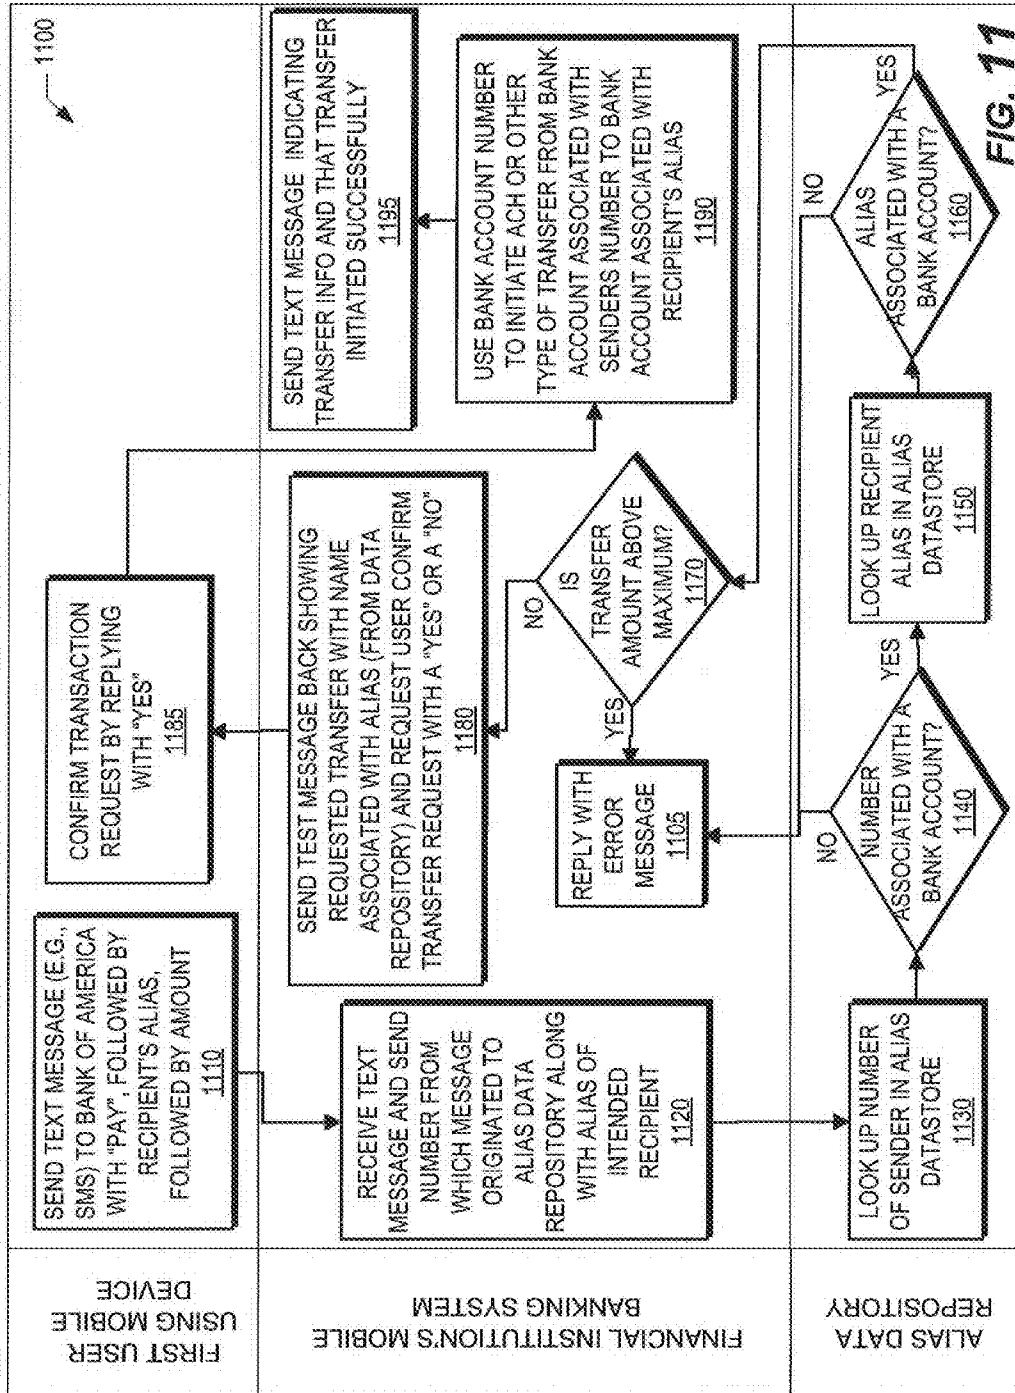 1100
FIRST USER
USING MOBILE
DEVICE
SEND TEXT MESSAGE (E.G.,
SMS) TO BANK OF AMERICA
WITH "PAY", FOLLOWED BY
RECIPIENT'S ALIAS,
FOLLOWED BY AMOUNT
1110
CONFIRM TRANSACTION
REQUEST BY REPLYING
WITH "YES"
1185
FINANCIAL INSTITUTION'S MOBILE
BANKING SYSTEM
RECEIVE TEXT
MESSAGE AND SEND
NUMBER FROM
WHICH MESSAGE
ORIGINATED TO
ALIAS DATA
REPOSITORY ALONG
WITH ALIAS OF
INTENDED
RECIPIENT
1120
SEND TEST MESSAGE BACK SHOWING
REQUESTED TRANSFER WITH NAME
ASSOCIATED WITH ALIAS (FROM DATA
REPOSITORY) AND REQUEST USER CONFIRM
TRANSFER REQUEST WITH A "YES" OR A "NO"
1180
REPLY WITH
ERROR
MESSAGE
1105
YES
NO
IS
TRANSFER
AMOUNT ABOVE
MAXIMUM?
1170
SEND TEXT MESSAGE INDICATING
TRANSFER INFO AND THAT TRANSFER
INITIATED SUCCESSFULLY
1195
USE BANK ACCOUNT NUMBER
TO INITIATE ACH OR OTHER
TYPE OF TRANSFER FROM BANK
ACCOUNT ASSOCIATED WITH
SENDERS NUMBER TO BANK
ACCOUNT ASSOCIATED WITH
RECIPIENT'S ALIAS
1190
ALIAS DATA
REPOSITORY
LOOK UP NUMBER
OF SENDER IN ALIAS
DATASTORE
1130
NO
NUMBER
ASSOCIATED WITH A
BANK ACCOUNT?
1140
YES
LOOK UP RECIPIENT
ALIAS IN ALIAS
DATASTORE
1150
NO
ALIAS
ASSOCIATED WITH A
BANK ACCOUNT?
1160
YES
FIG. 11